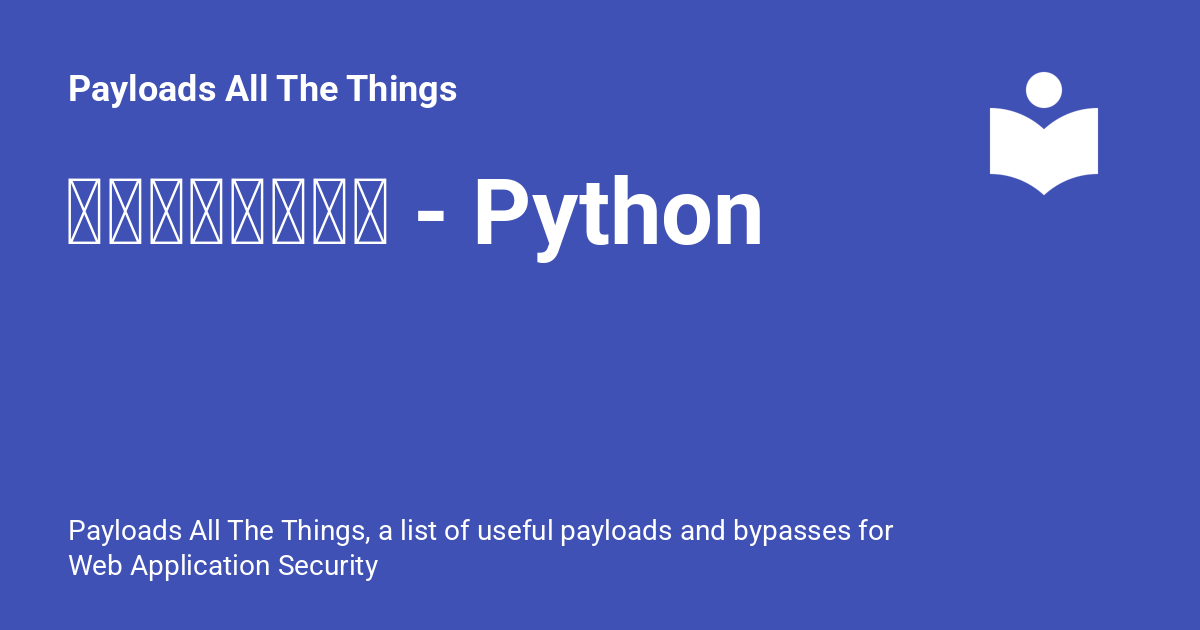 Payloads All The Things
- Python
Payloads All The Things, a list of useful payloads and bypasses for
Web Application Security